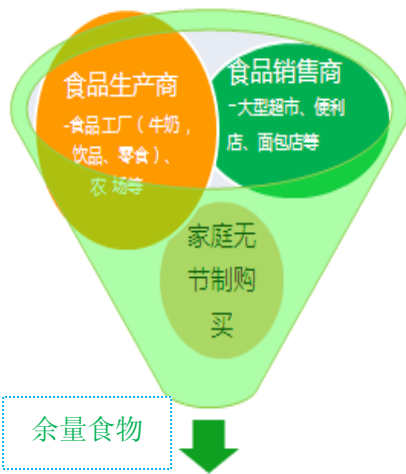 食品生产商
-食品工厂（牛奶，
饮品、零食）、
农 场等
食品销售商
-大型超市、便利
店、面包店等
家庭无
节制购
买
余量食物